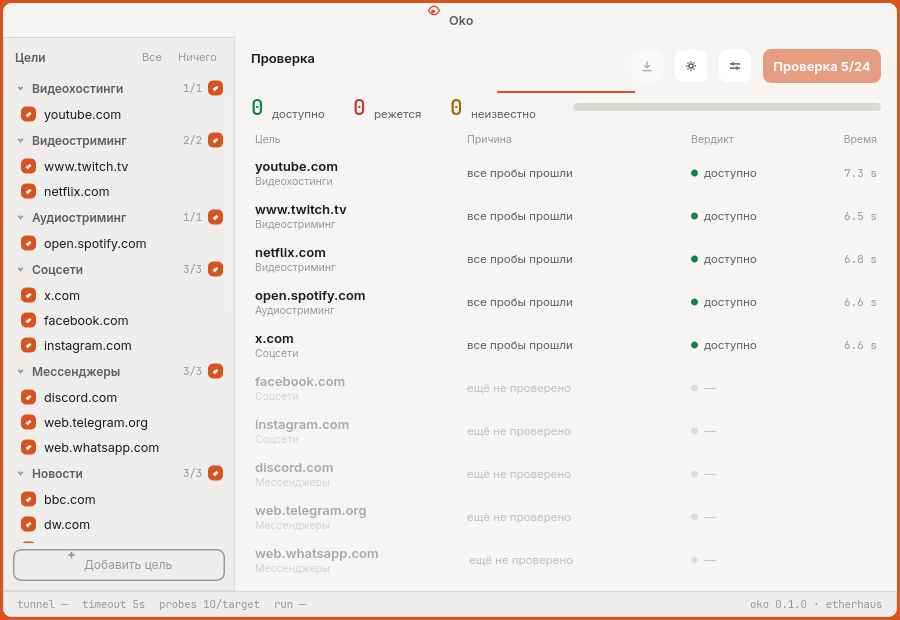 Oko
Цели Все Ничего
Видеохостинги 1/1
youtube.com
Видеостриминг 2/2
www.twitch.tv
netflix.com
Аудиостриминг 1/1
open.spotify.com
Соцсети 3/3
x.com
facebook.com
instagram.com
Мессенджеры 3/3
discord.com
web.telegram.org
web.whatsapp.com
Новости 3/3
bbc.com
dw.com
+ Добавить цель
Проверка
Проверка 5/24
0 доступно 0 режется 0 неизвестно
Цель Причина Вердикт Время
youtube.com все пробы прошли доступно 7.3 s
Видеохостинги
www.twitch.tv все пробы прошли доступно 6.5 s
Видеостриминг
netflix.com все пробы прошли доступно 6.8 s
Видеостриминг
open.spotify.com все пробы прошли доступно 6.6 s
Аудиостриминг
x.com все пробы прошли доступно 6.6 s
Соцсети
facebook.com ещё не проверено —
Соцсети
instagram.com ещё не проверено —
Соцсети
discord.com ещё не проверено —
Мессенджеры
web.telegram.org ещё не проверено —
Мессенджеры
web.whatsapp.com ещё не проверено —
Мессенджеры
tunnel — timeout 5s probes 10/target run — oko 0.1.0 · etherhaus